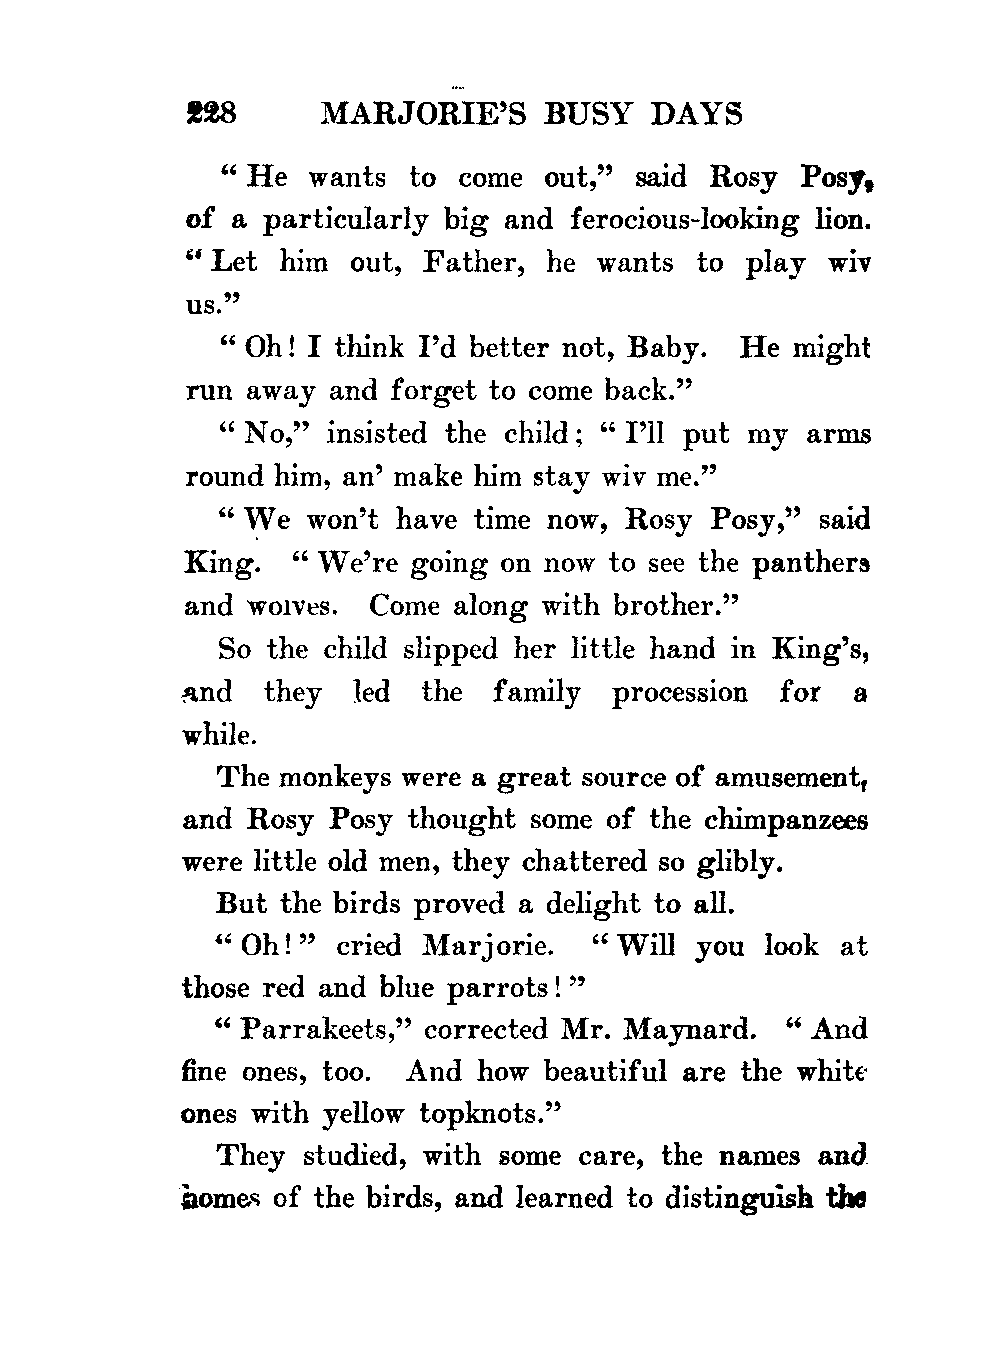 228 MARJORIE'S BUSY DAYS
“ He wants to come out,” said Rosy Posy,
of a particularly big and ferocious-looking lion.
“ Let him out, Father, he wants to play wiv
us.”
“ Oh! I think I’d better not, Baby. He might
run away and forget to come back.”
“ No,” insisted the child; “ I’ll put my arms
round him, an’ make him stay wiv me.”
“ We won’t have time now, Rosy Posy,” said
King. “ We’re going on now to see the panthers
and wolves. Come along with brother.”
So the child slipped her little hand in King’s,
and they led the family procession for a
while.
The monkeys were a great source of amusement,
and Rosy Posy thought some of the chimpanzees
were little old men, they chattered so glibly.
But the birds proved a delight to all.
“ Oh! ” cried Marjorie. “ Will you look at
those red and blue parrots! ”
“ Parrakeets,” corrected Mr. Maynard. “ And
fine ones, too. And how beautiful are the white
ones with yellow topknots.”
They studied, with some care, the names and
homes of the birds, and learned to distinguish the